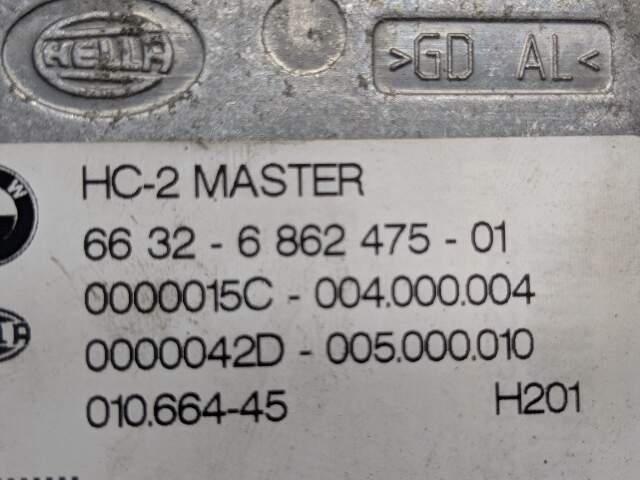 HELLA
>GD AL<
HC-2 MASTER
W
66 32 - 6 862 475 - 01
0000015C - 004.000.004
0000042D - 005.000.010
010.664-45 H201